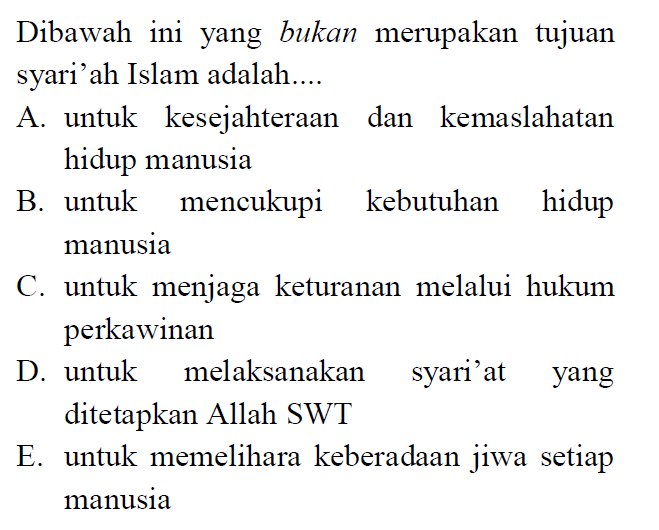 Dibawah ini yang bukan merupakan tujuan
syari’ah Islam adalah....
A. untuk kesejahteraan dan kemaslahatan
hidup manusia
B. untuk mencukupi kebutuhan hidup
manusia
C. untuk menjaga keturanan melalui hukum
perkawinan
D. untuk melaksanakan syari’at yang
ditetapkan Allah SWT
E. untuk memelihara keberadaan jiwa setiap
manusia